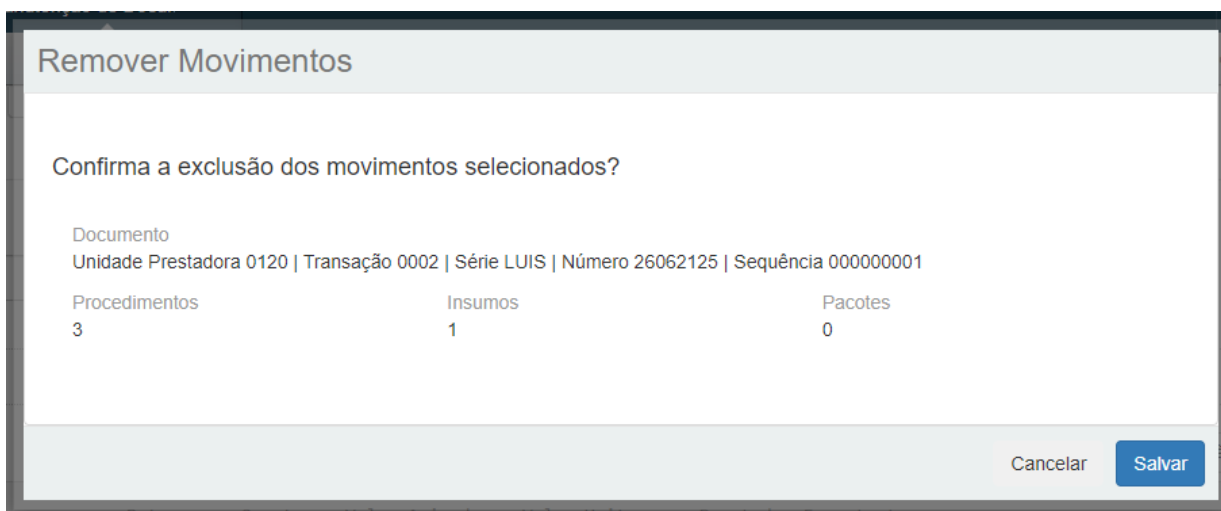 Remover Movimentos
Confirma a exclusão dos movimentos selecionados?
Documento
Unidade Prestadora 0120 | Transação 0002 | Série LUIS | Número 26062125 | Sequência 000000001
Procedimentos Insumos Pacotes
3 1 0
Cancelar Salvar